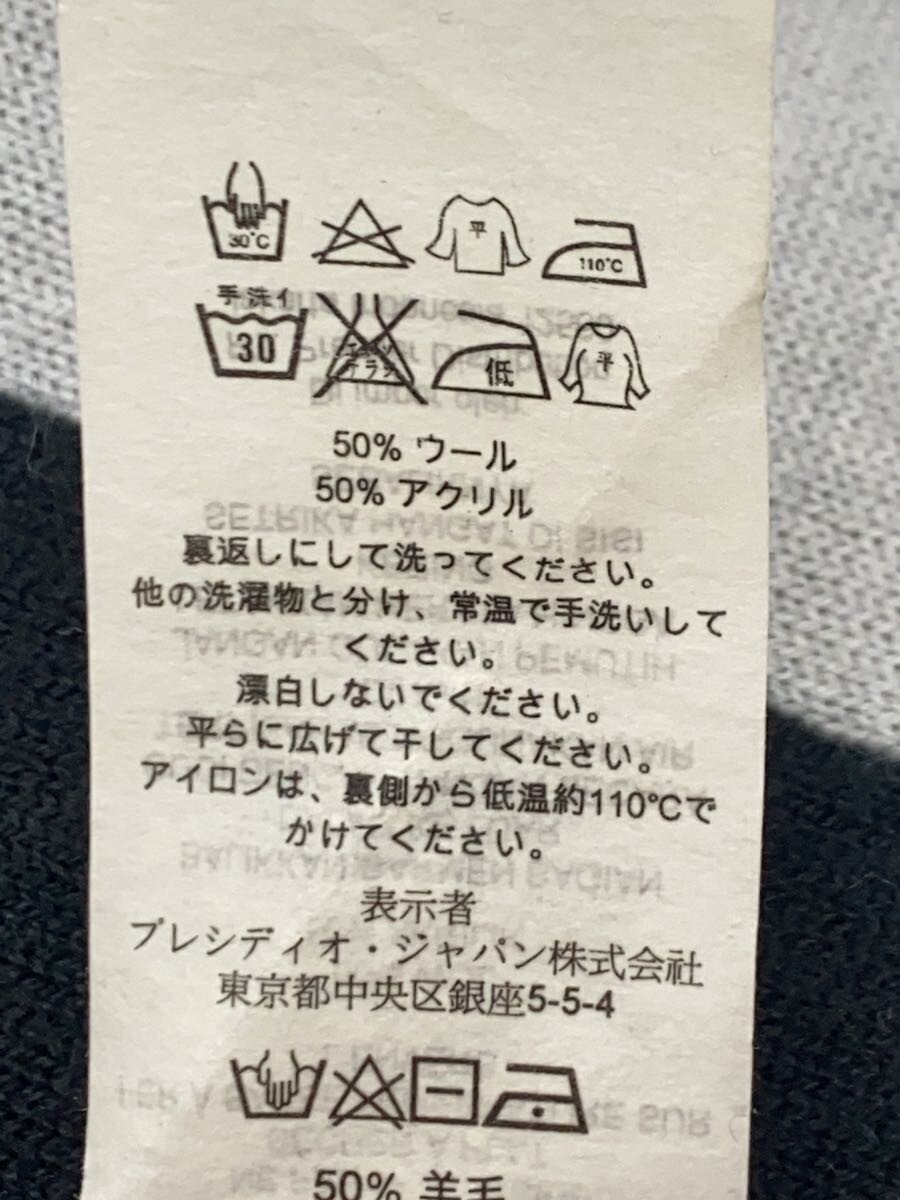 30°C
平
110°C
手洗イ
30
低
平
50% ウール
50% アクリル
裏返しにして洗ってください。
他の洗濯物と分け、常温で手洗いして
ください。
漂白しないでください。
平らに広げて干してください。
アイロンは、裏側から低温約110°Cで
かけてください。
表示者
プレシディオ・ジャパン株式会社
東京都中央区銀座5-5-4
50% 羊毛